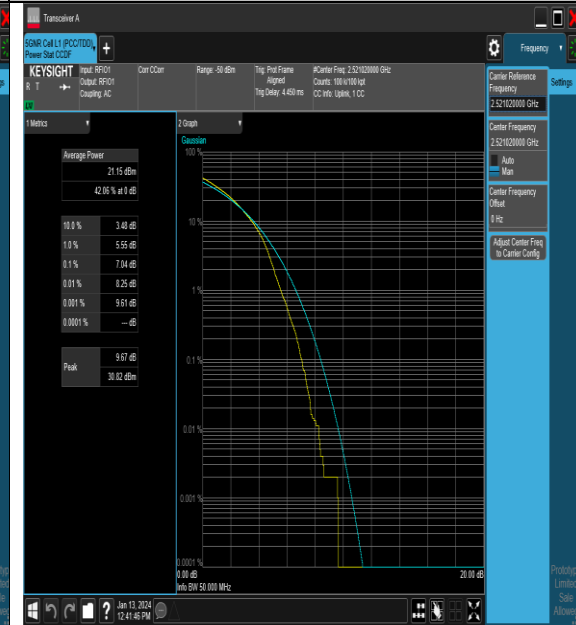 Transceiver A
5GNR Cell L1 (PCC/TDD),
Power Stat CCDF
Frequency
KEYSIGHT
R T
Input: RFIO1
Output: RFIO1
Coupling: AC
Corr CCorr
Range: -50 dBm
Trig: Prot Frame
Aligned
Trig Delay: 4.450 ms
#Center Freq: 2.521020000 GHz
Counts: 100 k/100 kpt
CC Info: Uplink, 1 CC
Carrier Reference
Frequency
2.521020000 GHz
Settings
Center Frequency
2.521020000 GHz
Auto
Man
Center Frequency
Offset
0 Hz
Adjust Center Freq
to Carrier Config
1 Metrics
Average Power
21.15 dBm
42.06 % at 0 dB
10.0 % 3.48 dB
1.0 % 5.55 dB
0.1 % 7.04 dB
0.01 % 8.25 dB
0.001 % 9.61 dB
0.0001 % --- dB
Peak
9.67 dB
30.82 dBm
2 Graph
Gaussian
100 %
10 %
1 %
0.1 %
0.01 %
0.001 %
0.0001 %
0.00 dB
20.00 dB
Info BW 50.000 MHz
Jan 13, 2024
12:41:46 PM